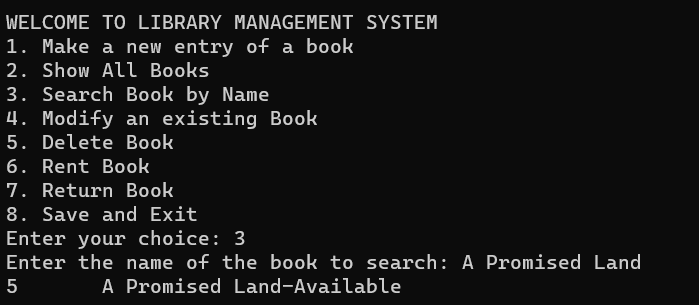 WELCOME TO LIBRARY MANAGEMENT SYSTEM
1. Make a new entry of a book
2. Show All Books
3. Search Book by Name
4. Modify an existing Book
5. Delete Book
6. Rent Book
7. Return Book
8. Save and Exit
Enter your choice: 3
Enter the name of the book to search: A Promised Land
5       A Promised Land-Available